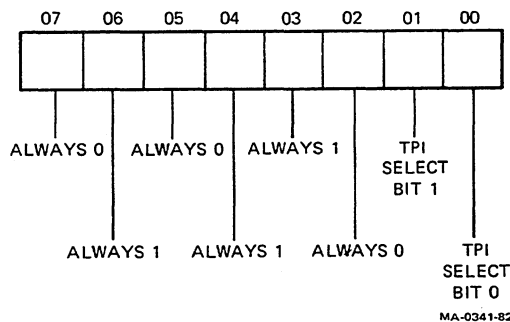 07 06 05 04 03 02 01 00
ALWAYS 0 ALWAYS 0 ALWAYS 1 TPI
SELECT
BIT 1
ALWAYS 1 ALWAYS 1 ALWAYS 0 TPI
SELECT
BIT 0
MA-0341-82